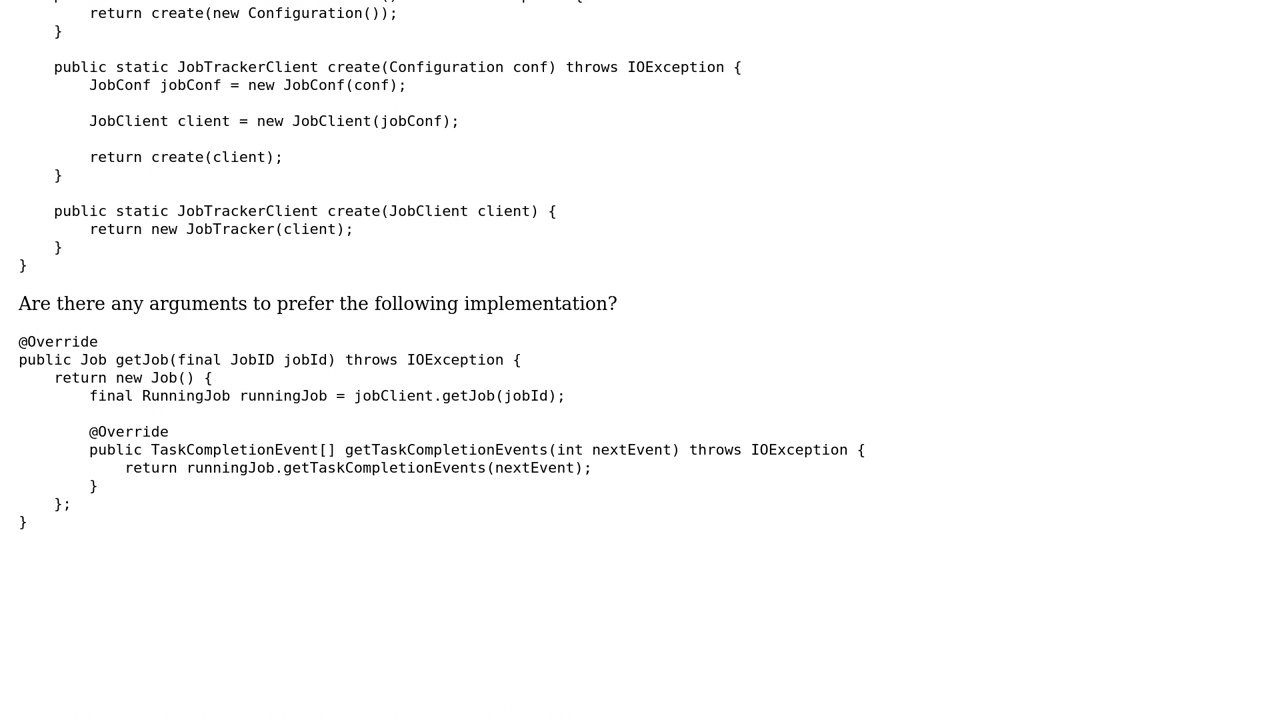 return create(new Configuration());
}
public static JobTrackerClient create(Configuration conf) throws IOException {
JobConf jobConf = new JobConf(conf);
JobClient client = new JobClient(jobConf);
return create(client);
}
public static JobTrackerClient create(JobClient client) {
return new JobTracker(client);
}
}
Are there any arguments to prefer the following implementation?
@Override
public Job getJob(final JobID jobId) throws IOException {
return new Job() {
final RunningJob runningJob = jobClient.getJob(jobId);
@Override
public TaskCompletionEvent[] getTaskCompletionEvents(int nextEvent) throws IOException {
return runningJob.getTaskCompletionEvents(nextEvent);
}
};
}